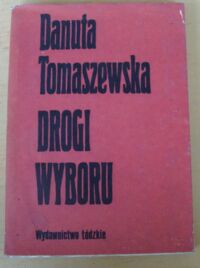 Danuta
Tomaszewska
DROGI
WYBORU
Wydawnictwo Łódzkie